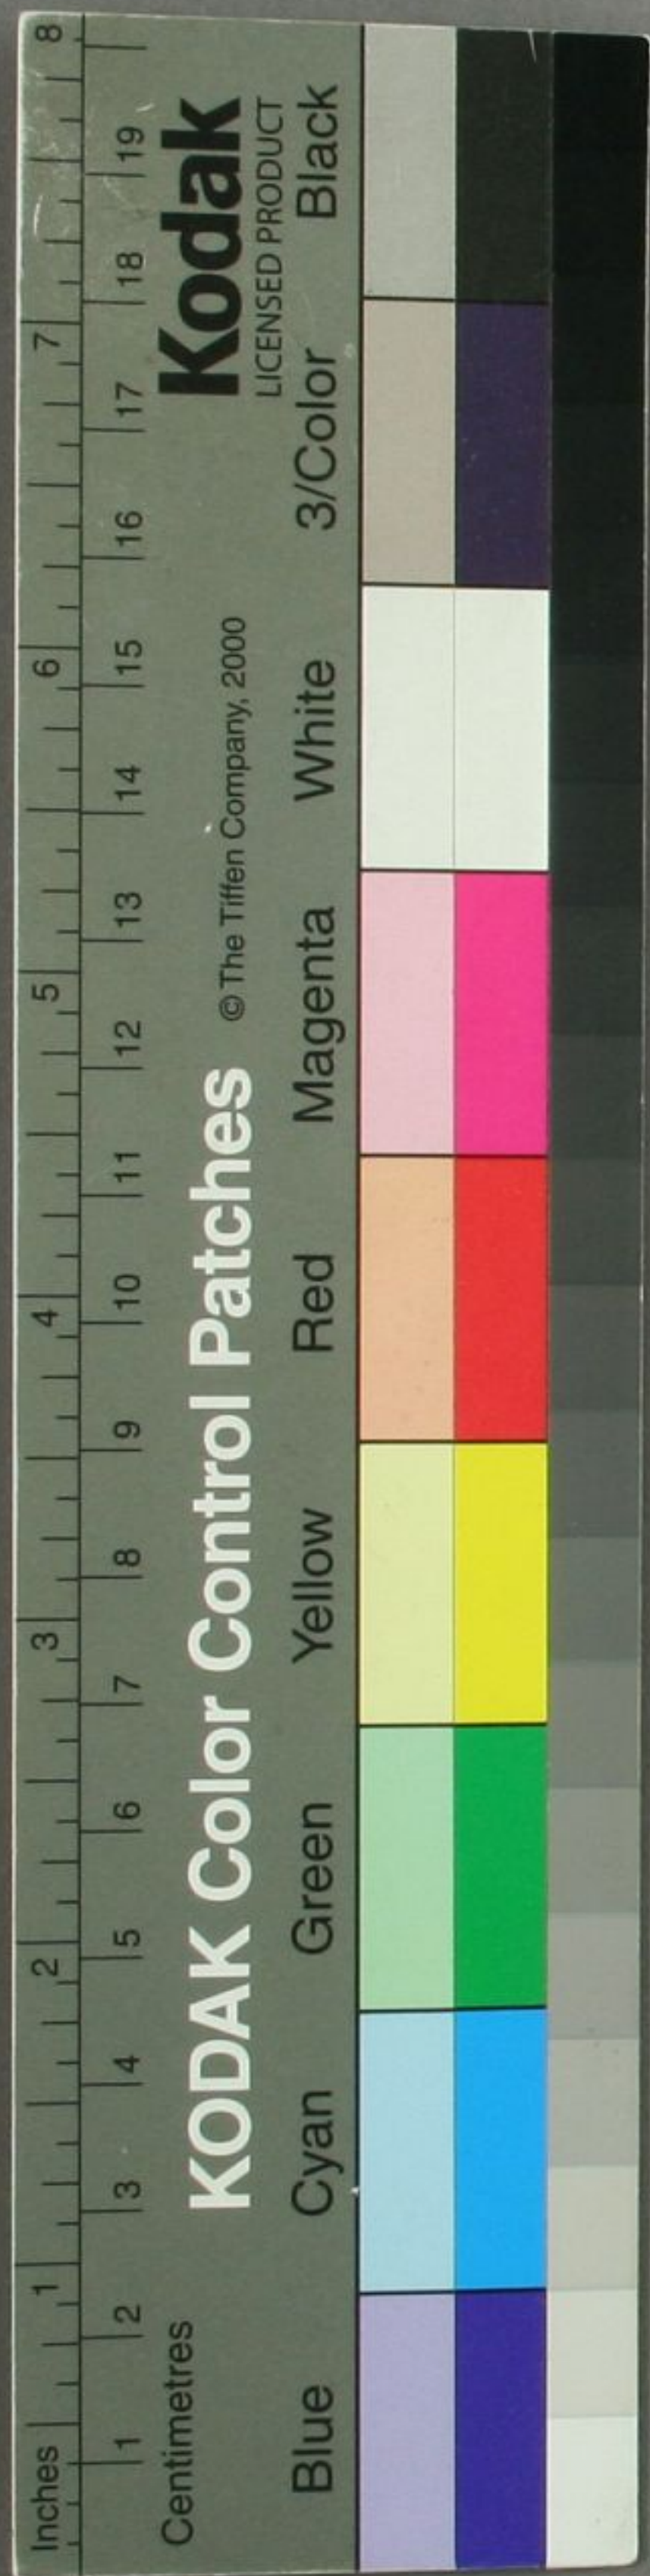 Inches 1 2 3 4 5 6 7 8
1 2 3 4 5 6 7 8 9 10 11 12 13 14 15 16 17 18 19
Centimetres
KODAK Color Control Patches © The Tiffen Company, 2000 Kodak
LICENSED PRODUCT
Blue Cyan Green Yellow Red Magenta White 3/Color Black